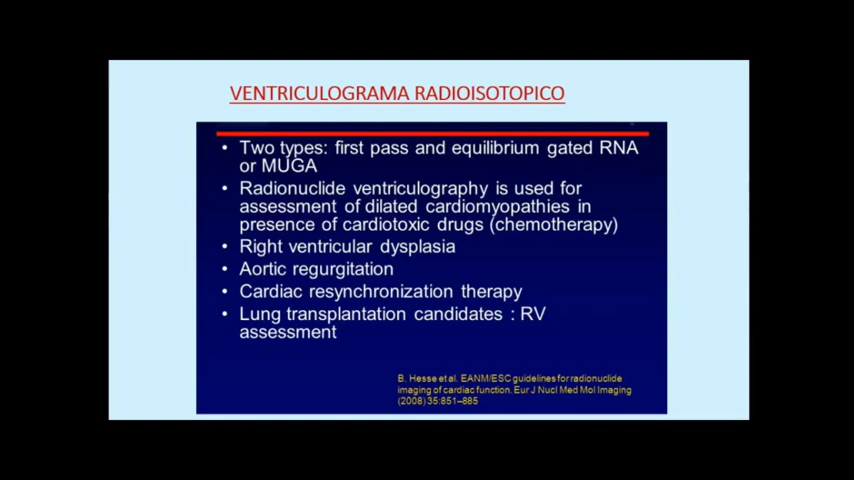 VENTRICULOGRAMA RADIOISOTOPICO
• Two types: first pass and equilibrium gated RNA
or MUGA
• Radionuclide ventriculography is used for
assessment of dilated cardiomyopathies in
presence of cardiotoxic drugs (chemotherapy)
• Right ventricular dysplasia
• Aortic regurgitation
• Cardiac resynchronization therapy
• Lung transplantation candidates : RV
assessment
B. Hesse et al. EANM/ESC guidelines for radionuclide
imaging of cardiac function. Eur J Nucl Med Mol Imaging
(2008) 35:851–885